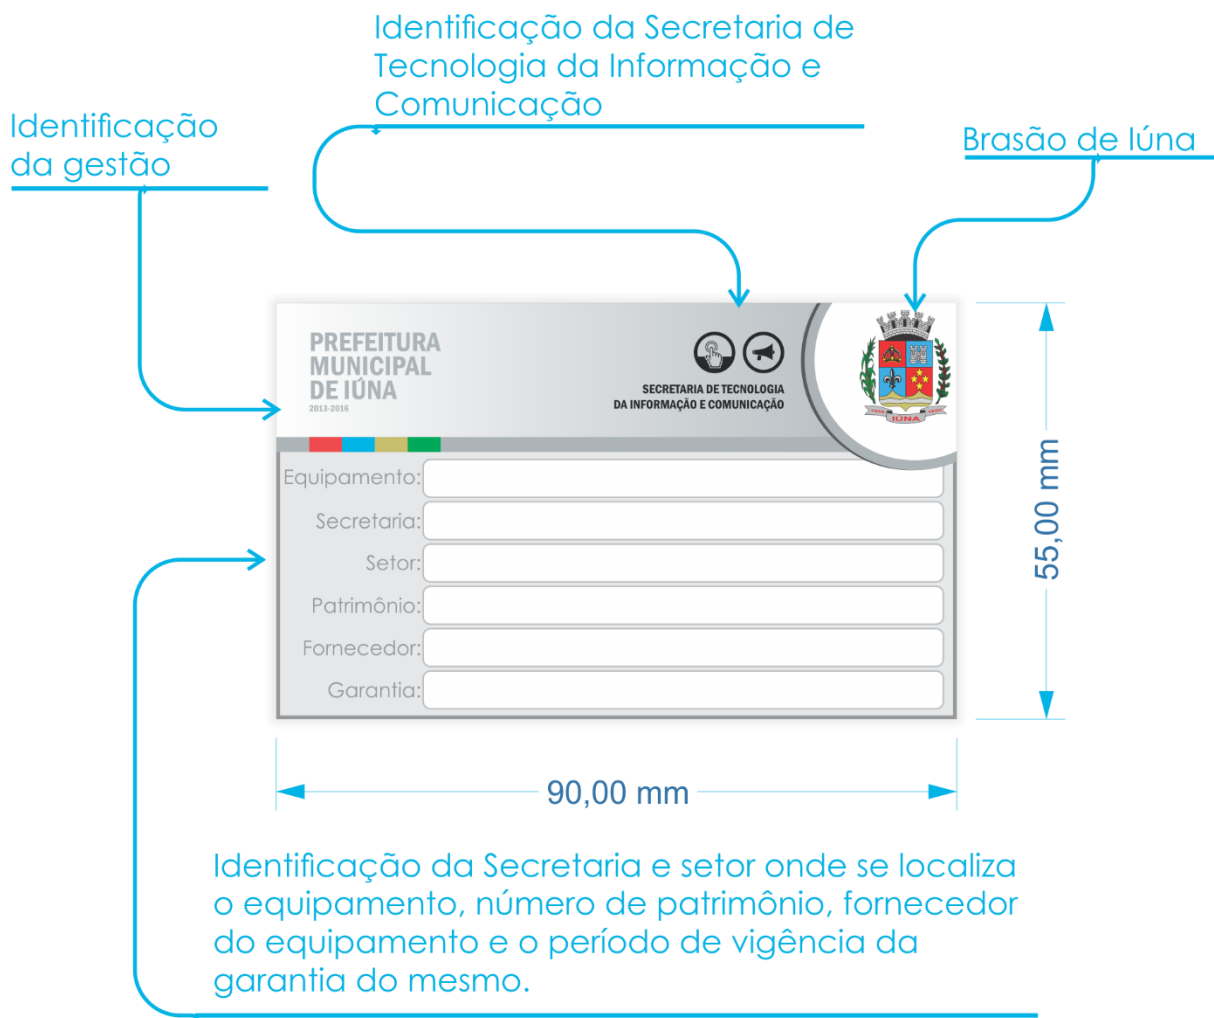 Identificação da Secretaria de
Tecnologia da Informação e
Comunicação
Identificação
da gestão
Brasão de Iúna
PREFEITURA
MUNICIPAL
DE IÚNA
2013-2016
SECRETARIA DE TECNOLOGIA
DA INFORMAÇÃO E COMUNICAÇÃO
IÚNA
Equipamento:
Secretaria:
Setor:
Patrimônio:
Fornecedor:
Garantia:
55,00 mm
90,00 mm
Identificação da Secretaria e setor onde se localiza
o equipamento, número de patrimônio, fornecedor
do equipamento e o período de vigência da
garantia do mesmo.